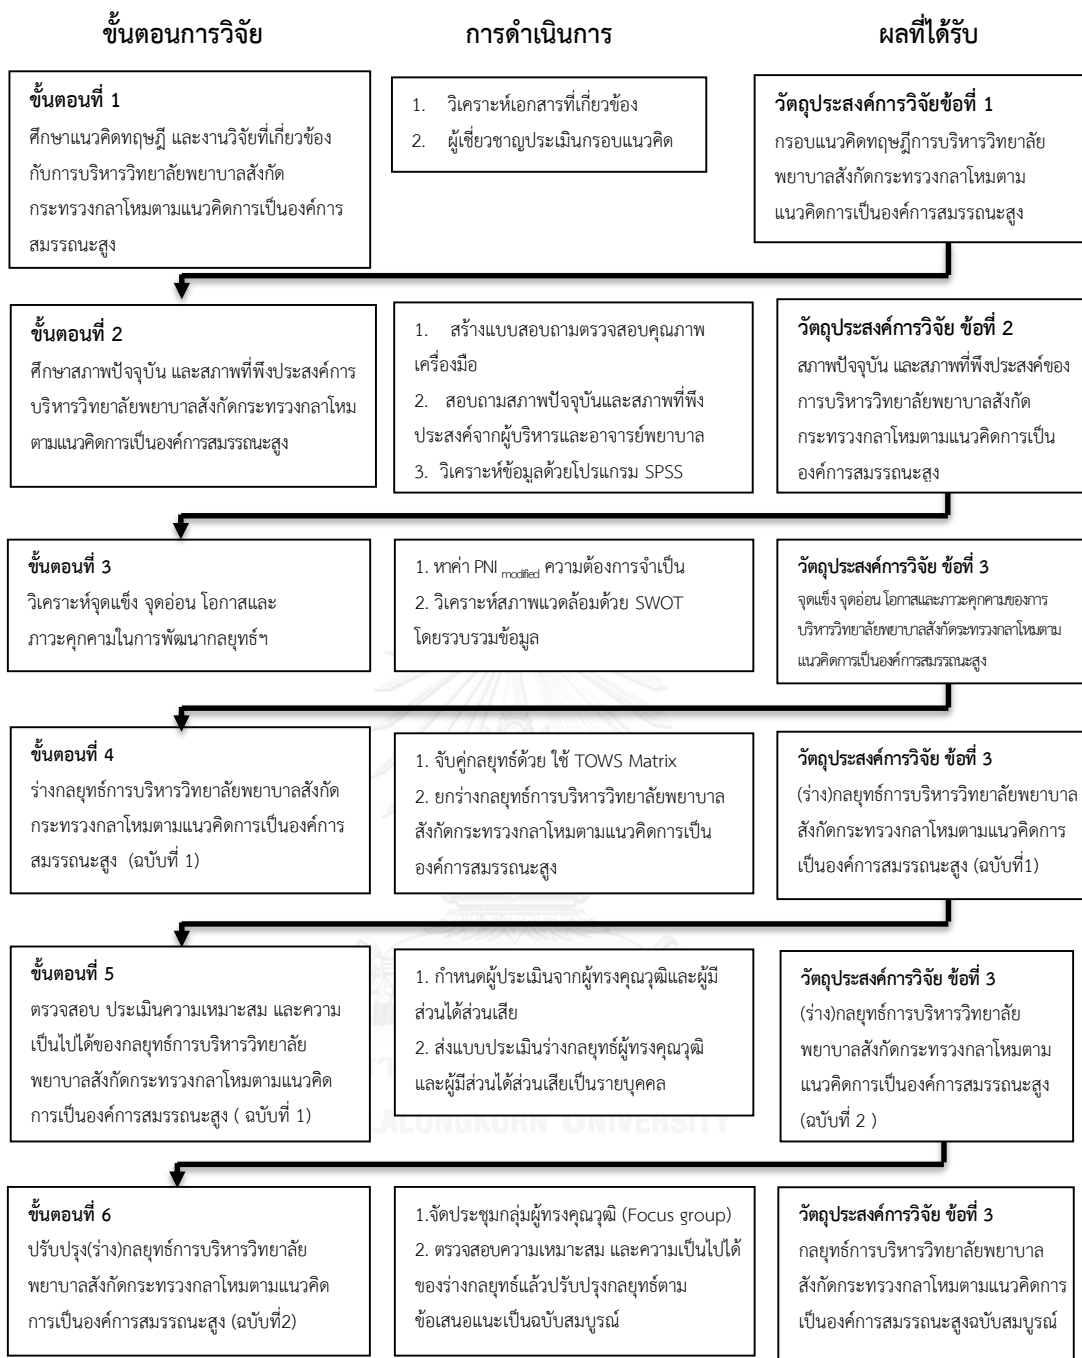 ขั้นตอนการวิจัย
การดำเนินการ
ผลที่ได้รับ
ขั้นตอนที่ 1
ศึกษาแนวคิดทฤษฎี และงานวิจัยที่เกี่ยวข้อง
กับการบริหารวิทยาลัยพยาบาลสังกัด
กระทรวงกลาโหมตามแนวคิดการเป็นองค์การ
สมรรถนะสูง
1. วิเคราะห์เอกสารที่เกี่ยวข้อง
2. ผู้เชี่ยวชาญประเมินกรอบแนวคิด
วัตถุประสงค์การวิจัยข้อที่ 1
กรอบแนวคิดทฤษฎีการบริหารวิทยาลัย
พยาบาลสังกัดกระทรวงกลาโหมตาม
แนวคิดการเป็นองค์การสมรรถนะสูง
ขั้นตอนที่ 2
ศึกษาสภาพปัจจุบัน และสภาพที่พึงประสงค์การ
บริหารวิทยาลัยพยาบาลสังกัดกระทรวงกลาโหม
ตามแนวคิดการเป็นองค์การสมรรถนะสูง
1. สร้างแบบสอบถามตรวจสอบคุณภาพ
เครื่องมือ
2. สอบถามสภาพปัจจุบันและสภาพที่พึง
ประสงค์จากผู้บริหารและอาจารย์พยาบาล
3. วิเคราะห์ข้อมูลด้วยโปรแกรม SPSS
วัตถุประสงค์การวิจัย ข้อที่ 2
สภาพปัจจุบัน และสภาพที่พึงประสงค์ของ
การบริหารวิทยาลัยพยาบาลสังกัด
กระทรวงกลาโหมตามแนวคิดการเป็น
องค์การสมรรถนะสูง
ขั้นตอนที่ 3
วิเคราะห์จุดแข็ง จุดอ่อน โอกาสและ
ภาวะคุกคามในการพัฒนากลยุทธ์ฯ
1. หาค่า PNI modified ความต้องการจำเป็น
2. วิเคราะห์สภาพแวดล้อมด้วย SWOT
โดยรวบรวมข้อมูล
วัตถุประสงค์การวิจัย ข้อที่ 3
จุดแข็ง จุดอ่อน โอกาสและภาวะคุกคามของการ
บริหารวิทยาลัยพยาบาลสังกัดระทรวงกลาโหมตาม
แนวคิดการเป็นองค์การสมรรถนะสูง
ขั้นตอนที่ 4
ร่างกลยุทธ์การบริหารวิทยาลัยพยาบาลสังกัด
กระทรวงกลาโหมตามแนวคิดการเป็นองค์การ
สมรรถนะสูง (ฉบับที่ 1)
1. จับคู่กลยุทธ์ด้วย ใช้ TOWS Matrix
2. ยกร่างกลยุทธ์การบริหารวิทยาลัยพยาบาล
สังกัดกระทรวงกลาโหมตามแนวคิดการเป็น
องค์การสมรรถนะสูง
วัตถุประสงค์การวิจัย ข้อที่ 3
(ร่าง)กลยุทธ์การบริหารวิทยาลัยพยาบาล
สังกัดกระทรวงกลาโหมตามแนวคิดการ
เป็นองค์การสมรรถนะสูง (ฉบับที่1)
ขั้นตอนที่ 5
ตรวจสอบ ประเมินความเหมาะสม และความ
เป็นไปได้ของกลยุทธ์การบริหารวิทยาลัย
พยาบาลสังกัดกระทรวงกลาโหมตามแนวคิด
การเป็นองค์การสมรรถนะสูง ( ฉบับที่ 1)
1. กำหนดผู้ประเมินจากผู้ทรงคุณวุฒิและผู้มี
ส่วนได้ส่วนเสีย
2. ส่งแบบประเมินร่างกลยุทธ์ผู้ทรงคุณวุฒิ
และผู้มีส่วนได้ส่วนเสียเป็นรายบุคคล
วัตถุประสงค์การวิจัย ข้อที่ 3
(ร่าง)กลยุทธ์การบริหารวิทยาลัย
พยาบาลสังกัดกระทรวงกลาโหมตาม
แนวคิดการเป็นองค์การสมรรถนะสูง
(ฉบับที่ 2 )
UNIVERSITY
ขั้นตอนที่ 6
ปรับปรุง(ร่าง)กลยุทธ์การบริหารวิทยาลัย
พยาบาลสังกัดกระทรวงกลาโหมตามแนวคิด
การเป็นองค์การสมรรถนะสูง (ฉบับที่2)
1.จัดประชุมกลุ่มผู้ทรงคุณวุฒิ (Focus group)
2. ตรวจสอบความเหมาะสม และความเป็นไปได้
ของร่างกลยุทธ์แล้วปรับปรุงกลยุทธ์ตาม
ข้อเสนอแนะเป็นฉบับสมบูรณ์
วัตถุประสงค์การวิจัย ข้อที่ 3
กลยุทธ์การบริหารวิทยาลัยพยาบาล
สังกัดกระทรวงกลาโหมตามแนวคิดการ
เป็นองค์การสมรรถนะสูงฉบับสมบูรณ์